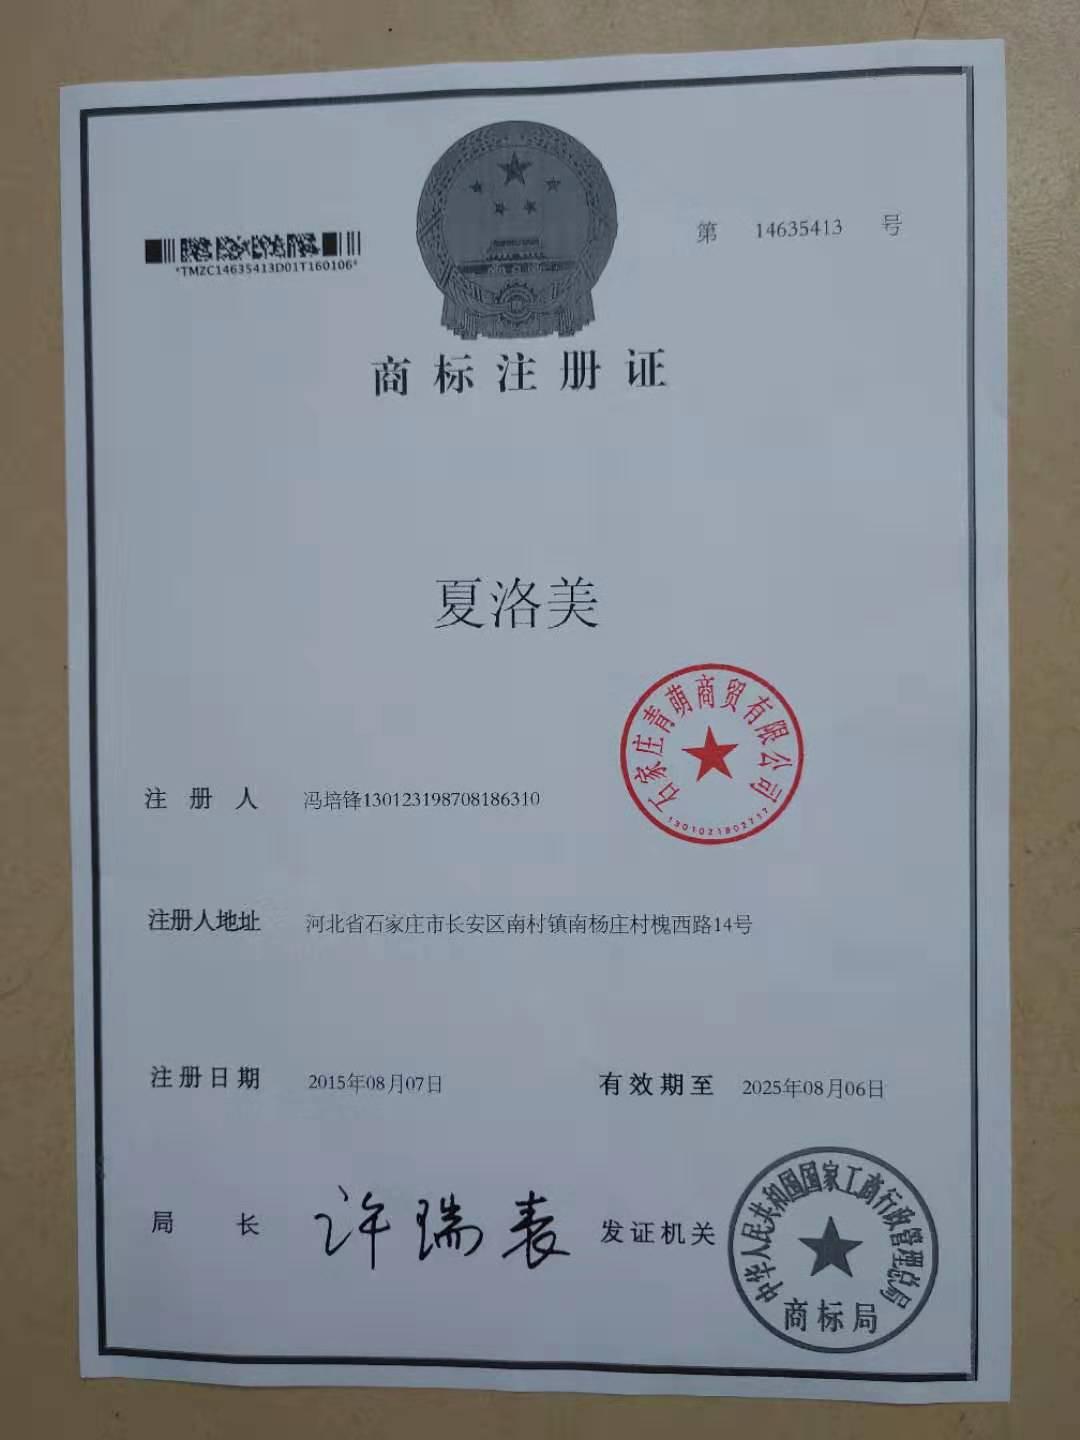 第 14635413 号
*TMZC14635413D01T160106*
商标注册证
夏洛美
石家庄青萌商贸有限公司
1301021802717
注册人 冯培锋130123198708186310
注册人地址 河北省石家庄市长安区南村镇南杨庄村槐西路14号
注册日期 2015年08月07日 有效期至 2025年08月06日
局长 许瑞表 发证机关
中华人民共和国国家工商行政管理总局
商标局